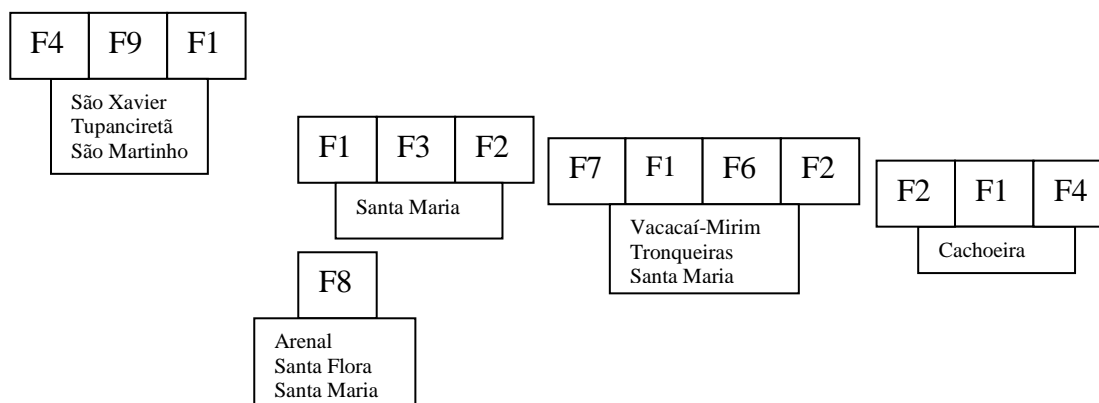 F4 F9 F1
São Xavier
Tupanciretã
São Martinho
F1 F3 F2
Santa Maria
F7 F1 F6 F2
Vacacaí-Mirim
Tronqueiras
Santa Maria
F2 F1 F4
Cachoeira
F8
Arenal
Santa Flora
Santa Maria